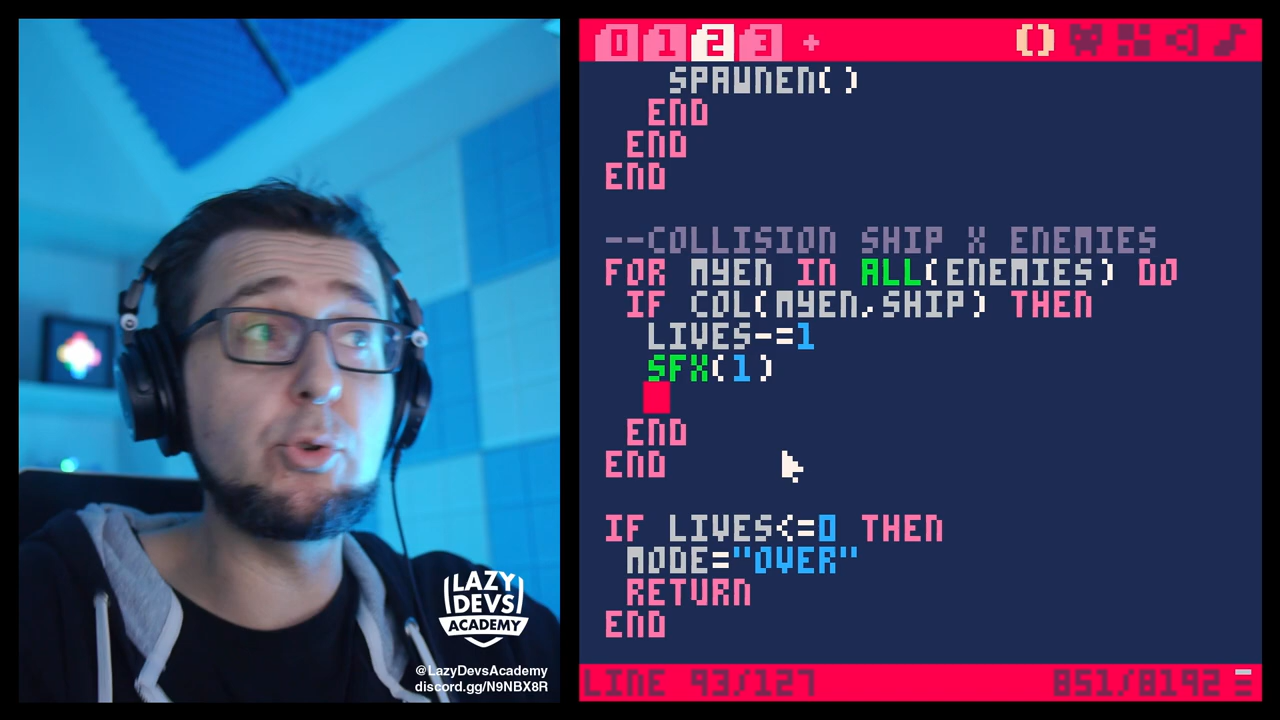 LAZY
DEVS
ACADEMY
@LazyDevsAcademy
discord.gg/N9NBX8R
0 1 2 3 + ()
SPAWNEN()
END
END
END
--COLLISION SHIP X ENEMIES
FOR MYEN IN ALL(ENEMIES) DO
IF COL(MYEN,SHIP) THEN
LIVES-=1
SFX(1)
END
END
IF LIVES<=0 THEN
MODE="OVER"
RETURN
END
LINE 93/127 851/8192